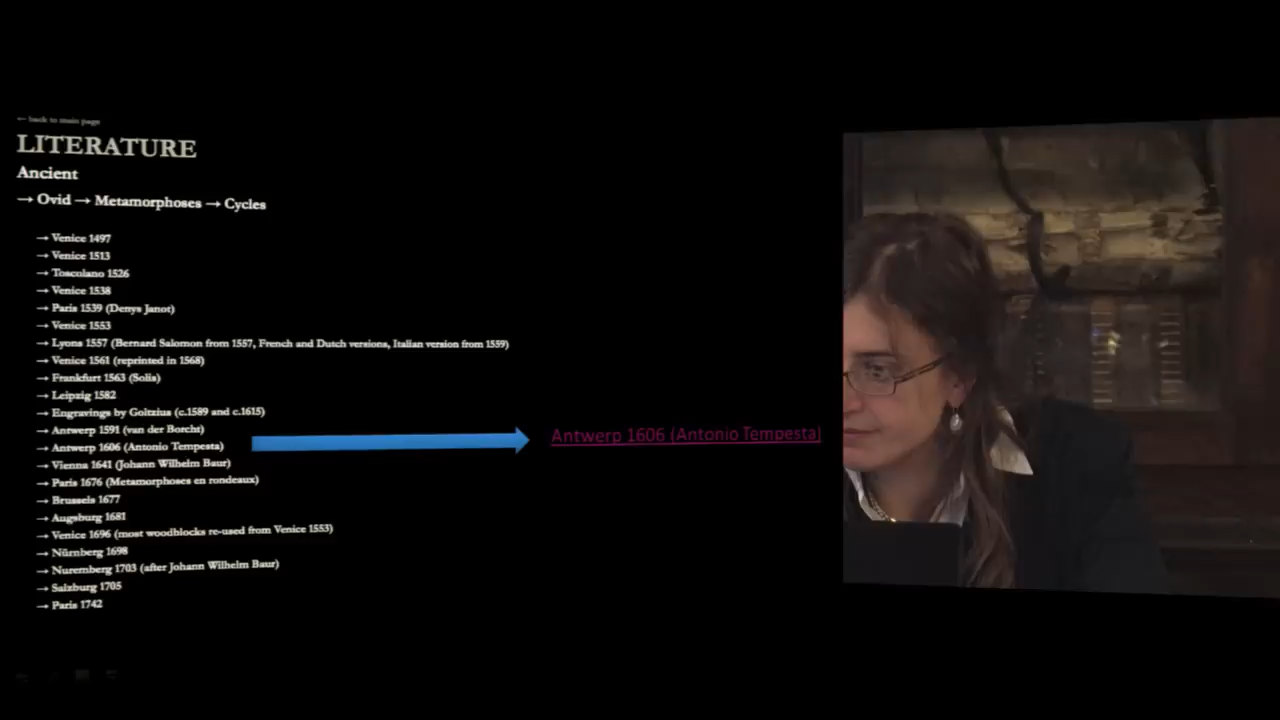 ← back to main page
LITERATURE
Ancient
→ Ovid → Metamorphoses → Cycles
→ Venice 1497
→ Venice 1513
→ Toscolano 1526
→ Venice 1538
→ Paris 1539 (Denys Janot)
→ Venice 1553
→ Lyons 1557 (Bernard Salomon from 1557, French and Dutch versions, Italian version from 1559)
→ Venice 1561 (reprinted in 1568)
→ Frankfurt 1563 (Solis)
→ Leipzig 1582
→ Engravings by Goltzius (c.1589 and c.1615)
→ Antwerp 1591 (van der Borcht)
→ Antwerp 1606 (Antonio Tempesta)
Antwerp 1606 (Antonio Tempesta)
→ Vienna 1641 (Johann Wilhelm Baur)
→ Paris 1676 (Metamorphoses en rondeaux)
→ Brussels 1677
→ Augsburg 1681
→ Venice 1696 (most woodblocks re-used from Venice 1553)
→ Nürnberg 1698
→ Nuremberg 1703 (after Johann Wilhelm Baur)
→ Salzburg 1705
→ Paris 1742